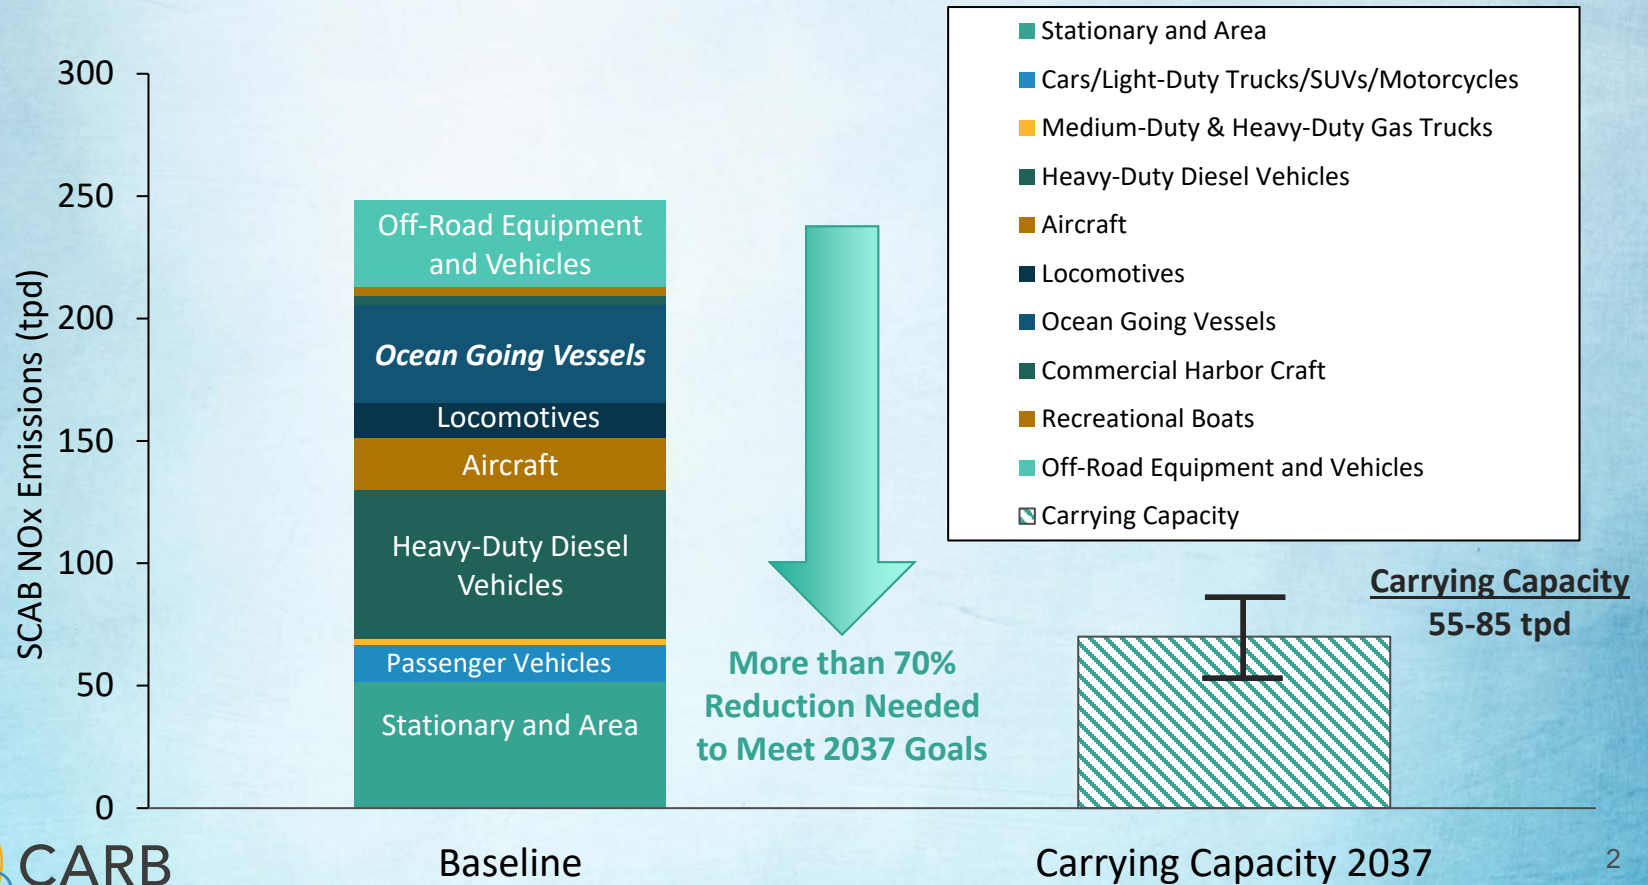 Stationary and Area
Cars/Light-Duty Trucks/SUVs/Motorcycles
Medium-Duty & Heavy-Duty Gas Trucks
Heavy-Duty Diesel Vehicles
Aircraft
Locomotives
Ocean Going Vessels
Commercial Harbor Craft
Recreational Boats
Off-Road Equipment and Vehicles
Carrying Capacity
SCAB NOx Emissions (tpd)
300
250
200
150
100
50
0
Off-Road Equipment
and Vehicles
Ocean Going Vessels
Locomotives
Aircraft
Heavy-Duty Diesel
Vehicles
Passenger Vehicles
Stationary and Area
More than 70%
Reduction Needed
to Meet 2037 Goals
Carrying Capacity
55-85 tpd
Baseline
Carrying Capacity 2037
CARB
2